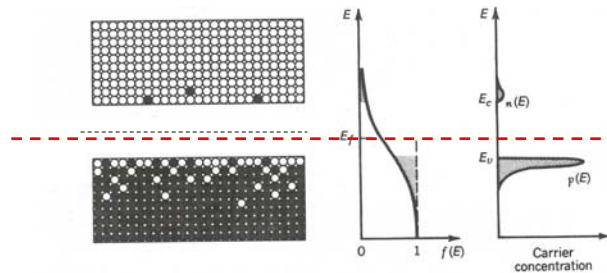 E
E
E_c
n(E)
E_f
E_v
p(E)
0
1
f(E)
Carrier
concentration